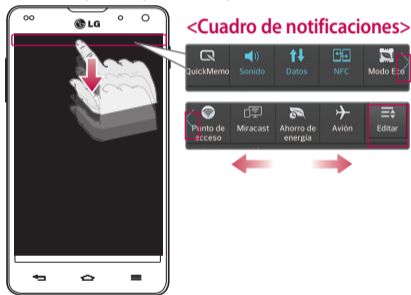 LG
<Cuadro de notificaciones>
QuickMemo Sonido Datos NFC Modo Eco
Punto de acceso Miracast Ahorro de energía Avión Editar